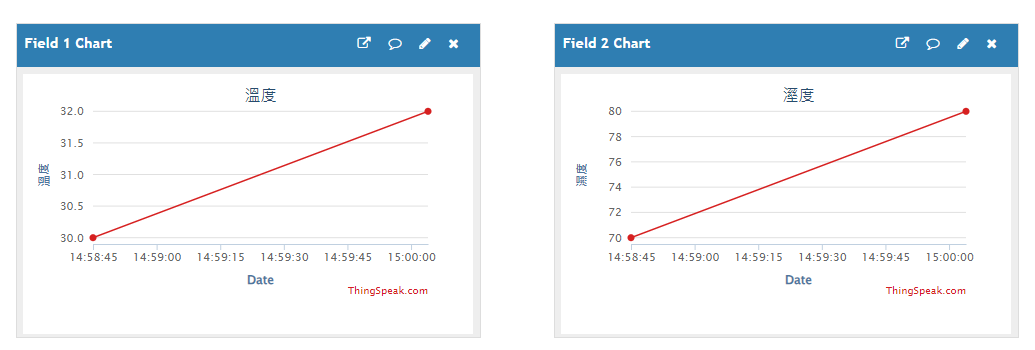 Field 1 Chart
溫度
32.0
31.5
31.0
30.5
30.0
溫度
14:58:45 14:59:00 14:59:15 14:59:30 14:59:45 15:00:00
Date
ThingSpeak.com
Field 2 Chart
溼度
80
78
76
74
72
70
濕度
14:58:45 14:59:00 14:59:15 14:59:30 14:59:45 15:00:00
Date
ThingSpeak.com